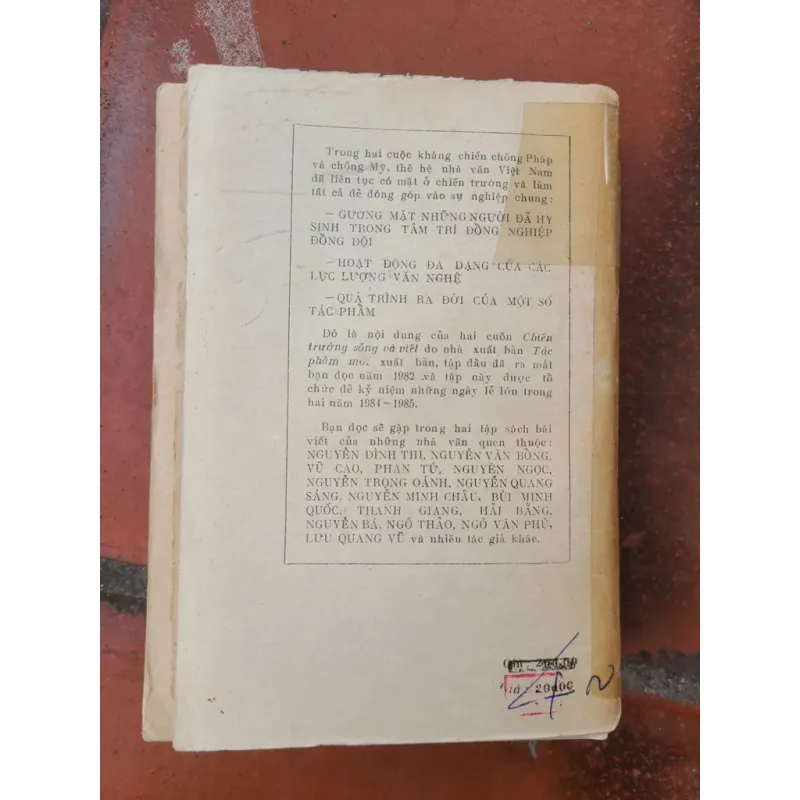 Trong hai cuộc kháng chiến chống Pháp
và chống Mỹ, thế hệ nhà văn Việt Nam
đã liên tục có mặt ở chiến trường và làm
tất cả để đóng góp vào sự nghiệp chung:
— GƯƠNG MẶT NHỮNG NGƯỜI ĐÃ HY
SINH TRONG TÂM TRÍ ĐỒNG NGHIỆP
ĐỒNG ĐỘI
— HOẠT ĐỘNG ĐA DẠNG CỦA CÁC
LỰC LƯỢNG VĂN NGHỆ
— QUÁ TRÌNH RA ĐỜI CỦA MỘT SỐ
TÁC PHẨM
Đó là nội dung của hai cuốn Chiến
trường sống và viết do nhà xuất bản Tác
phẩm mới xuất bản, tập đầu đã ra mắt
bạn đọc năm 1982 và tập này được tổ
chức để kỷ niệm những ngày lễ lớn trong
hai năm 1984—1985.
Bạn đọc sẽ gặp trong hai tập sách bài
viết của những nhà văn quen thuộc:
NGUYỄN ĐÌNH THI, NGUYỄN VĂN BỔNG,
VŨ CAO, PHAN TỨ, NGUYÊN NGỌC,
NGUYỄN TRỌNG OÁNH, NGUYỄN QUANG
SÁNG, NGUYỄN MINH CHÂU, BÙI MINH
QUỐC, THANH GIANG, HẢI BẰNG,
NGUYỄN BÁ, NGÔ THẢO, NGÔ VĂN PHÚ,
LƯU QUANG VŨ và nhiều tác giả khác.